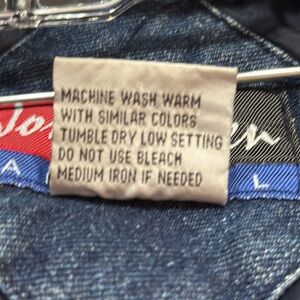 MACHINE WASH WARM
WITH SIMILAR COLORS
TUMBLE DRY LOW SETTING
DO NOT USE BLEACH
MEDIUM IRON IF NEEDED
A
L